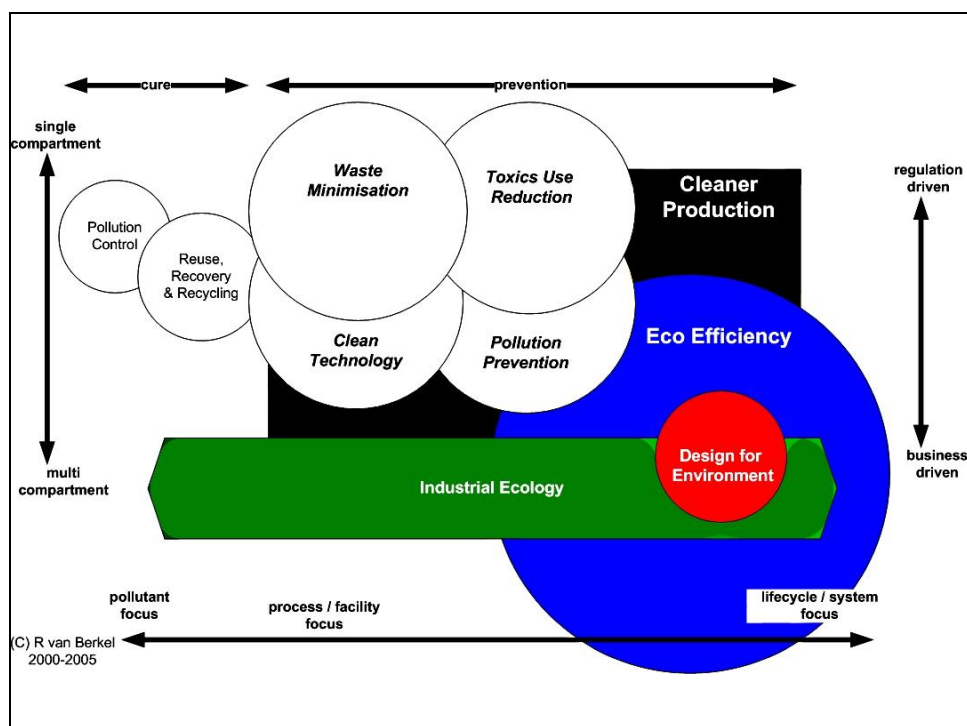 cure
prevention
single
compartment
regulation
driven
Waste
Minimisation
Toxics Use
Reduction
Cleaner
Production
Pollution
Control
Reuse,
Recovery
& Recycling
Clean
Technology
Pollution
Prevention
Eco Efficiency
multi
compartment
business
driven
Industrial Ecology
Design for
Environment
pollutant
focus
process / facility
focus
lifecycle / system
focus
(C) R van Berkel
2000-2005